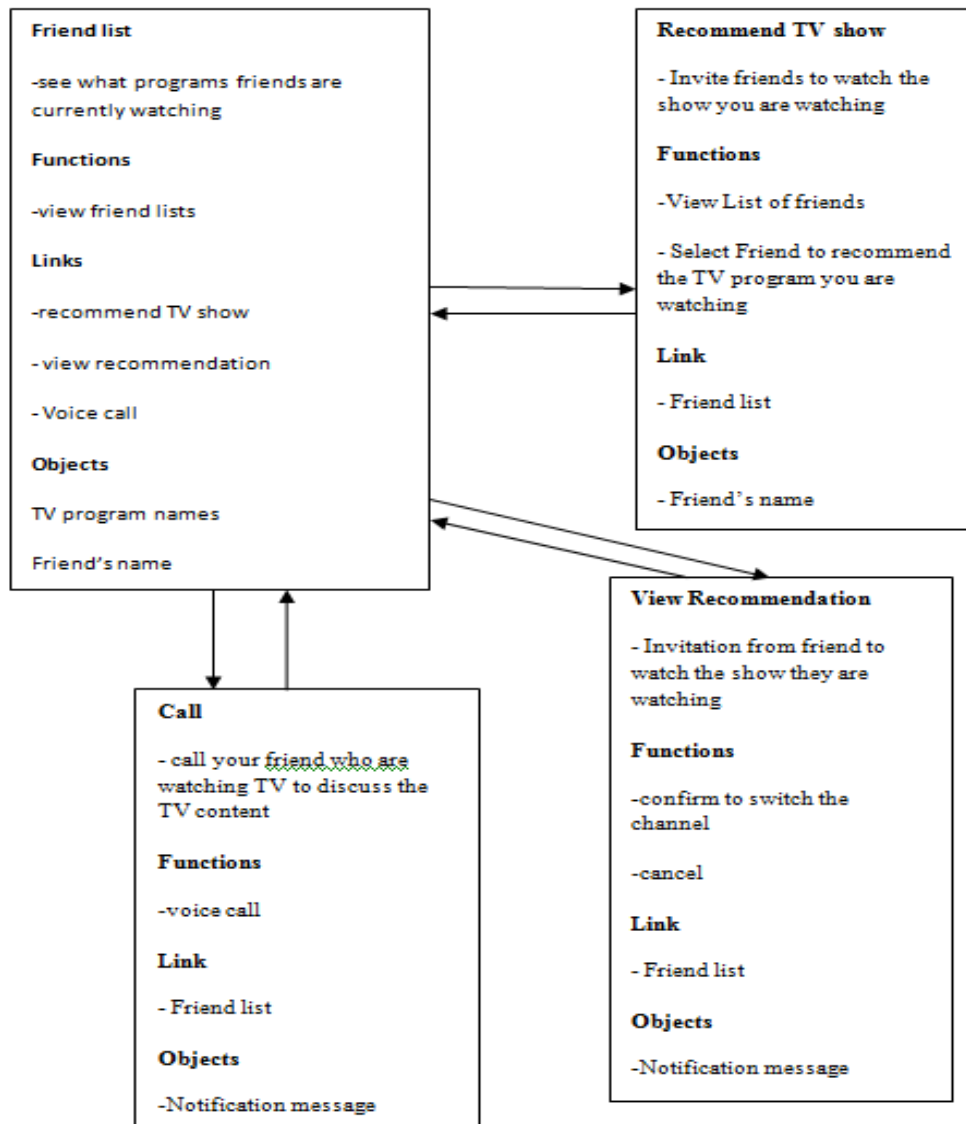 Friend list
-see what programs friends are
currently watching
Functions
-view friend lists
Links
-recommend TV show
- view recommendation
- Voice call
Objects
TV program names
Friend's name
Recommend TV show
- Invite friends to watch the
show you are watching
Functions
-View List of friends
- Select Friend to recommend
the TV program you are
watching
Link
- Friend list
Objects
- Friend's name
View Recommendation
- Invitation from friend to
watch the show they are
watching
Functions
-confirm to switch the
channel
-cancel
Link
- Friend list
Objects
-Notification message
Call
- call your friend who are
watching TV to discuss the
TV content
Functions
-voice call
Link
- Friend list
Objects
-Notification message